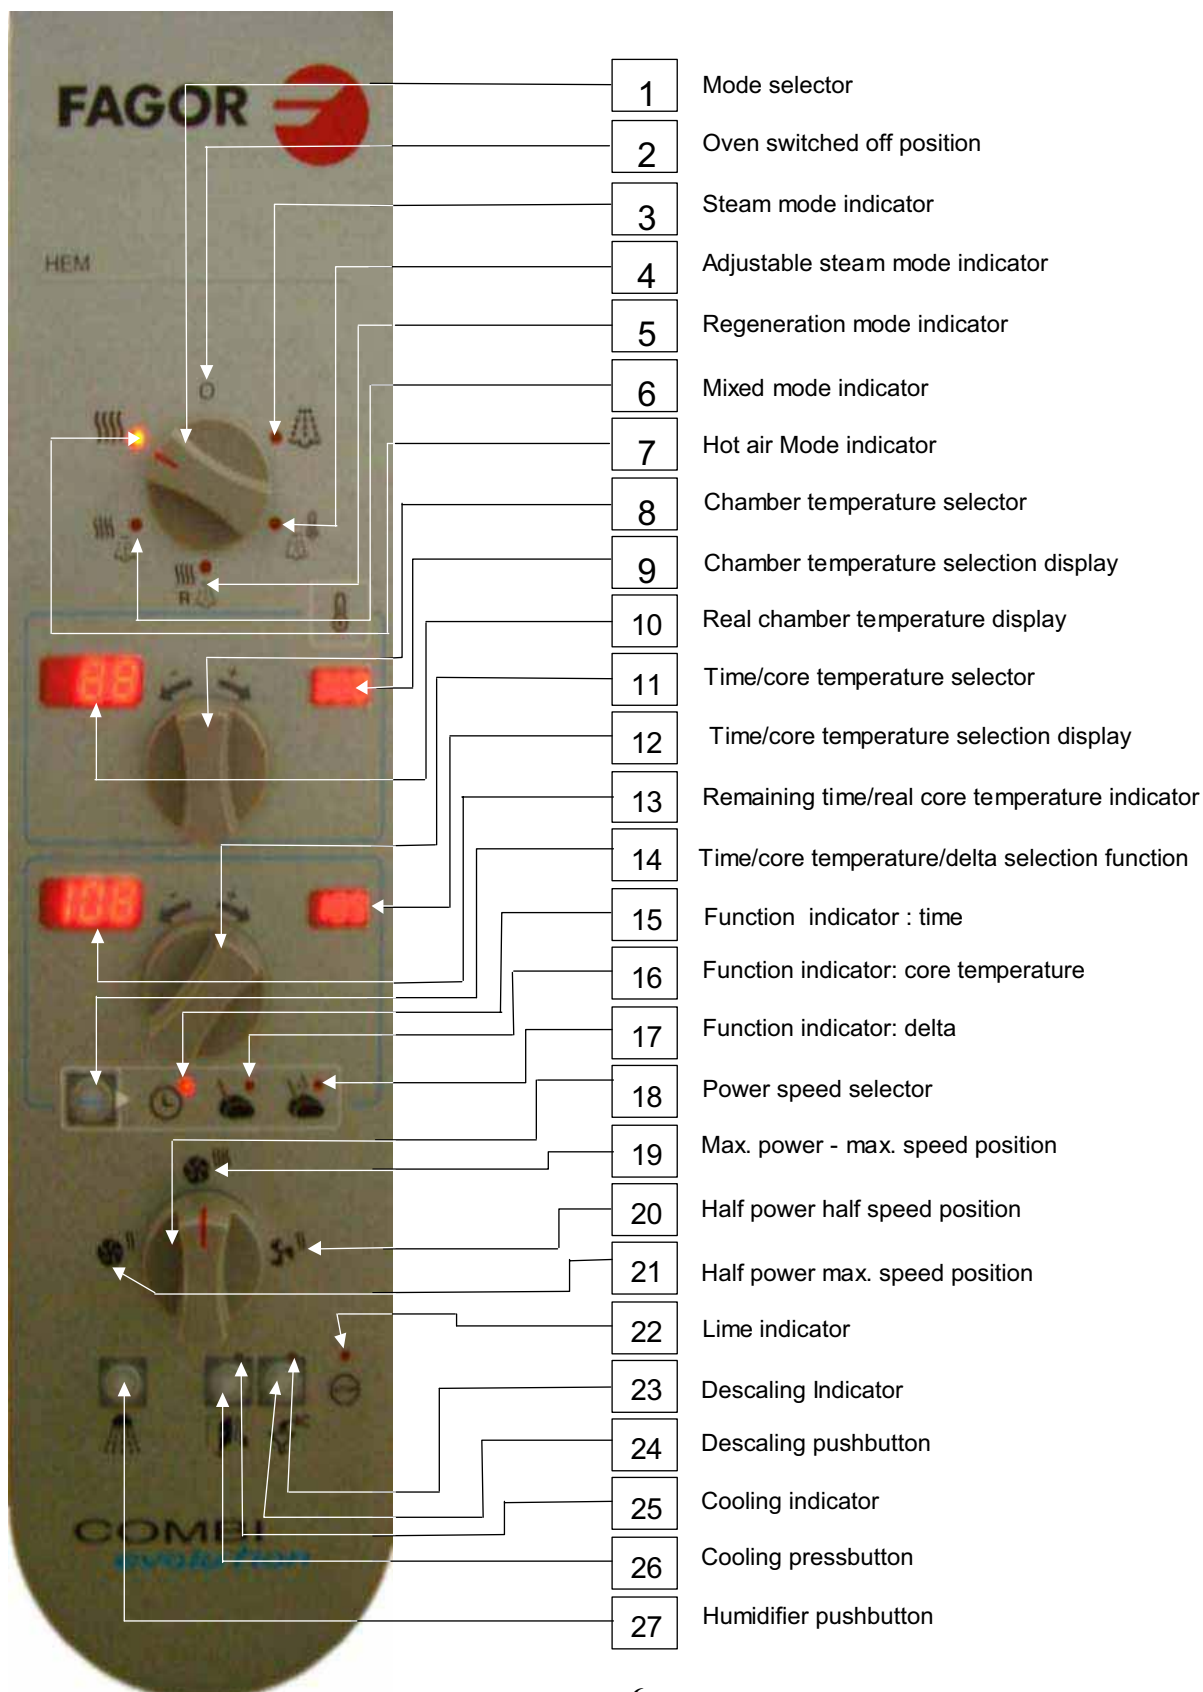 FAGOR
HEM
O
R
88
108
COMBI
evolution
1 Mode selector
2 Oven switched off position
3 Steam mode indicator
4 Adjustable steam mode indicator
5 Regeneration mode indicator
6 Mixed mode indicator
7 Hot air Mode indicator
8 Chamber temperature selector
9 Chamber temperature selection display
10 Real chamber temperature display
11 Time/core temperature selector
12 Time/core temperature selection display
13 Remaining time/real core temperature indicator
14 Time/core temperature/delta selection function
15 Function indicator : time
16 Function indicator: core temperature
17 Function indicator: delta
18 Power speed selector
19 Max. power - max. speed position
20 Half power half speed position
21 Half power max. speed position
22 Lime indicator
23 Descaling Indicator
24 Descaling pushbutton
25 Cooling indicator
26 Cooling pressbutton
27 Humidifier pushbutton